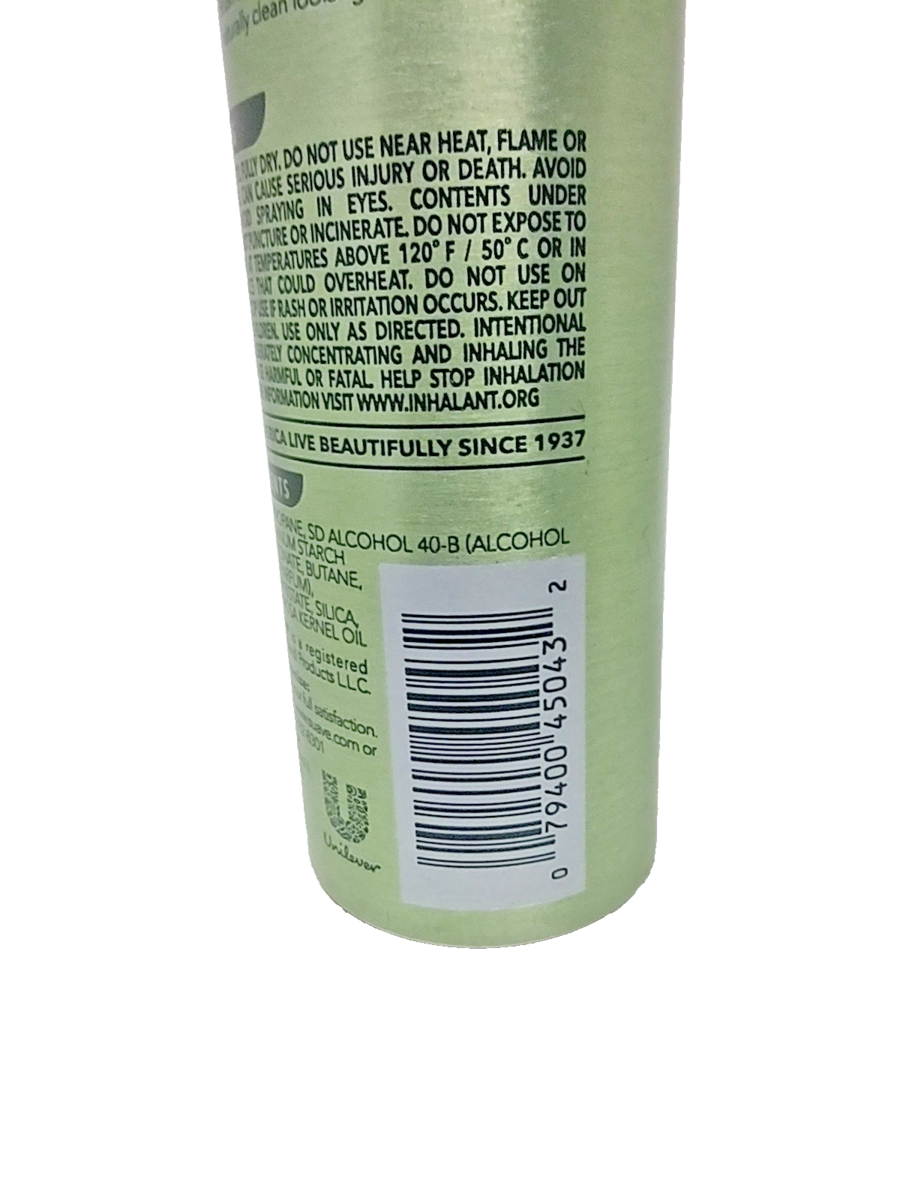 clean
DRY. DO NOT USE NEAR HEAT, FLAME OR
CAN CAUSE SERIOUS INJURY OR DEATH. AVOID
SPRAYING IN EYES. CONTENTS UNDER
OR INCINERATE. DO NOT EXPOSE TO
TEMPERATURES ABOVE 120° F / 50° C OR IN
THAT COULD OVERHEAT. DO NOT USE ON
USE IF RASH OR IRRITATION OCCURS. KEEP OUT
USE ONLY AS DIRECTED. INTENTIONAL
CONCENTRATING AND INHALING THE
HARMFUL OR FATAL. HELP STOP INHALATION
VISIT WWW.INHALANT.ORG
LIVE BEAUTIFULLY SINCE 1937
SD ALCOHOL 40-B (ALCOHOL
STARCH
BUTANE,
SILICA,
KERNEL OIL
a registered
Products LLC.
full satisfaction.
or
Unilever
0 79400 45043 2